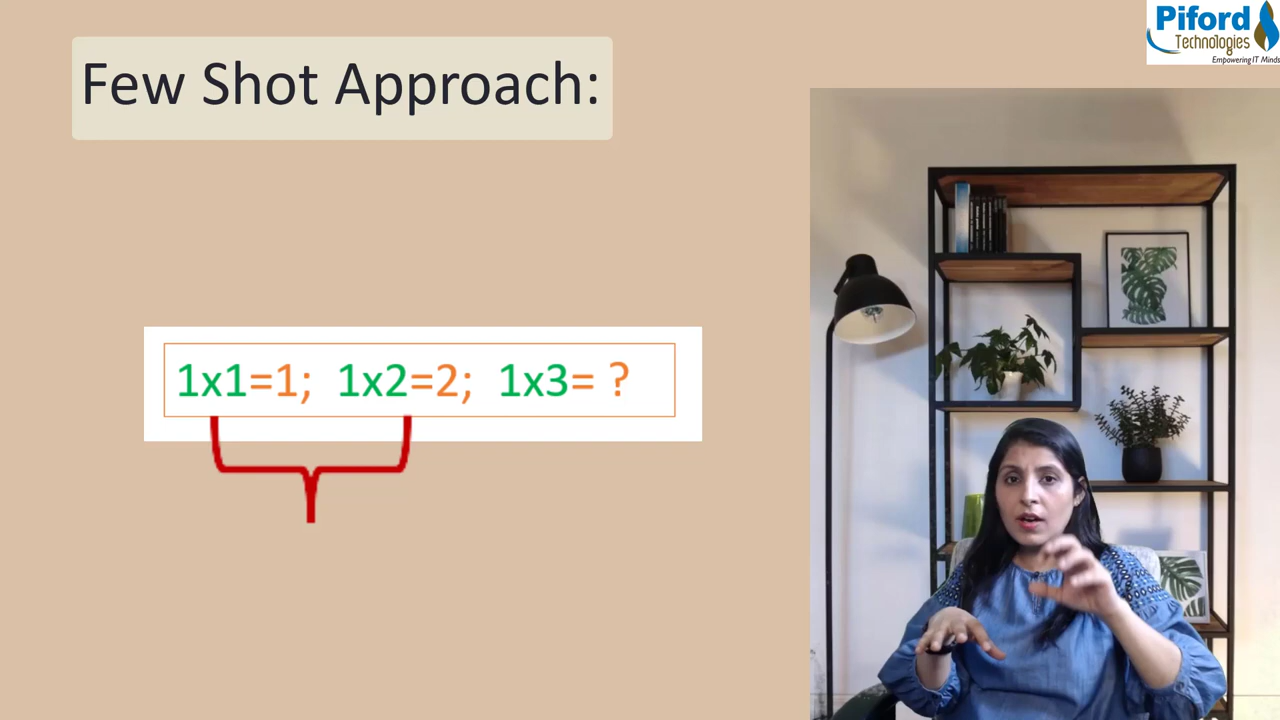 Few Shot Approach:
Piford
Technologies
Empowering IT Minds
1x1=1; 1x2=2; 1x3= ?